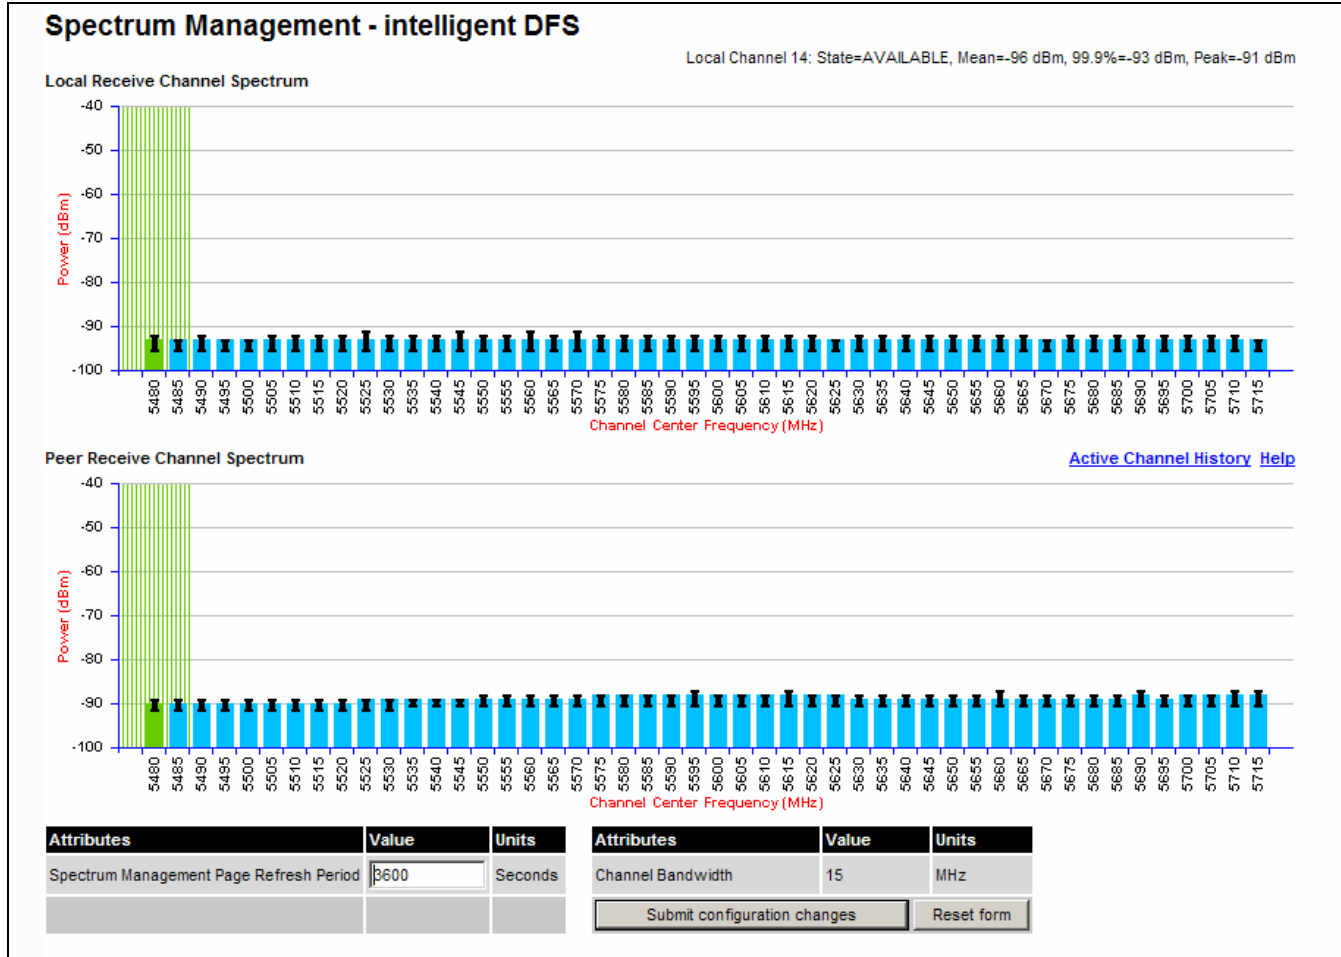 Spectrum Management - intelligent DFS
Local Channel 14: State=AVAILABLE, Mean=-96 dBm, 99.9%=-93 dBm, Peak=-91 dBm
Local Receive Channel Spectrum
-40
-50
-60
-70
-80
-90
-100
Power (dBm)
5480 5485 5490 5495 5500 5505 5510 5515 5520 5525 5530 5535 5540 5545 5550 5555 5560 5565 5570 5575 5580 5585 5590 5595 5600 5605 5610 5615 5620 5625 5630 5635 5640 5645 5650 5655 5660 5665 5670 5675 5680 5685 5690 5695 5700 5705 5710 5715
Channel Center Frequency (MHz)
Peer Receive Channel Spectrum
Active Channel History Help
-40
-50
-60
-70
-80
-90
-100
Power (dBm)
5480 5485 5490 5495 5500 5505 5510 5515 5520 5525 5530 5535 5540 5545 5550 5555 5560 5565 5570 5575 5580 5585 5590 5595 5600 5605 5610 5615 5620 5625 5630 5635 5640 5645 5650 5655 5660 5665 5670 5675 5680 5685 5690 5695 5700 5705 5710 5715
Channel Center Frequency (MHz)
Attributes Value Units
Spectrum Management Page Refresh Period 3600 Seconds
Attributes Value Units
Channel Bandwidth 15 MHz
Submit configuration changes Reset form